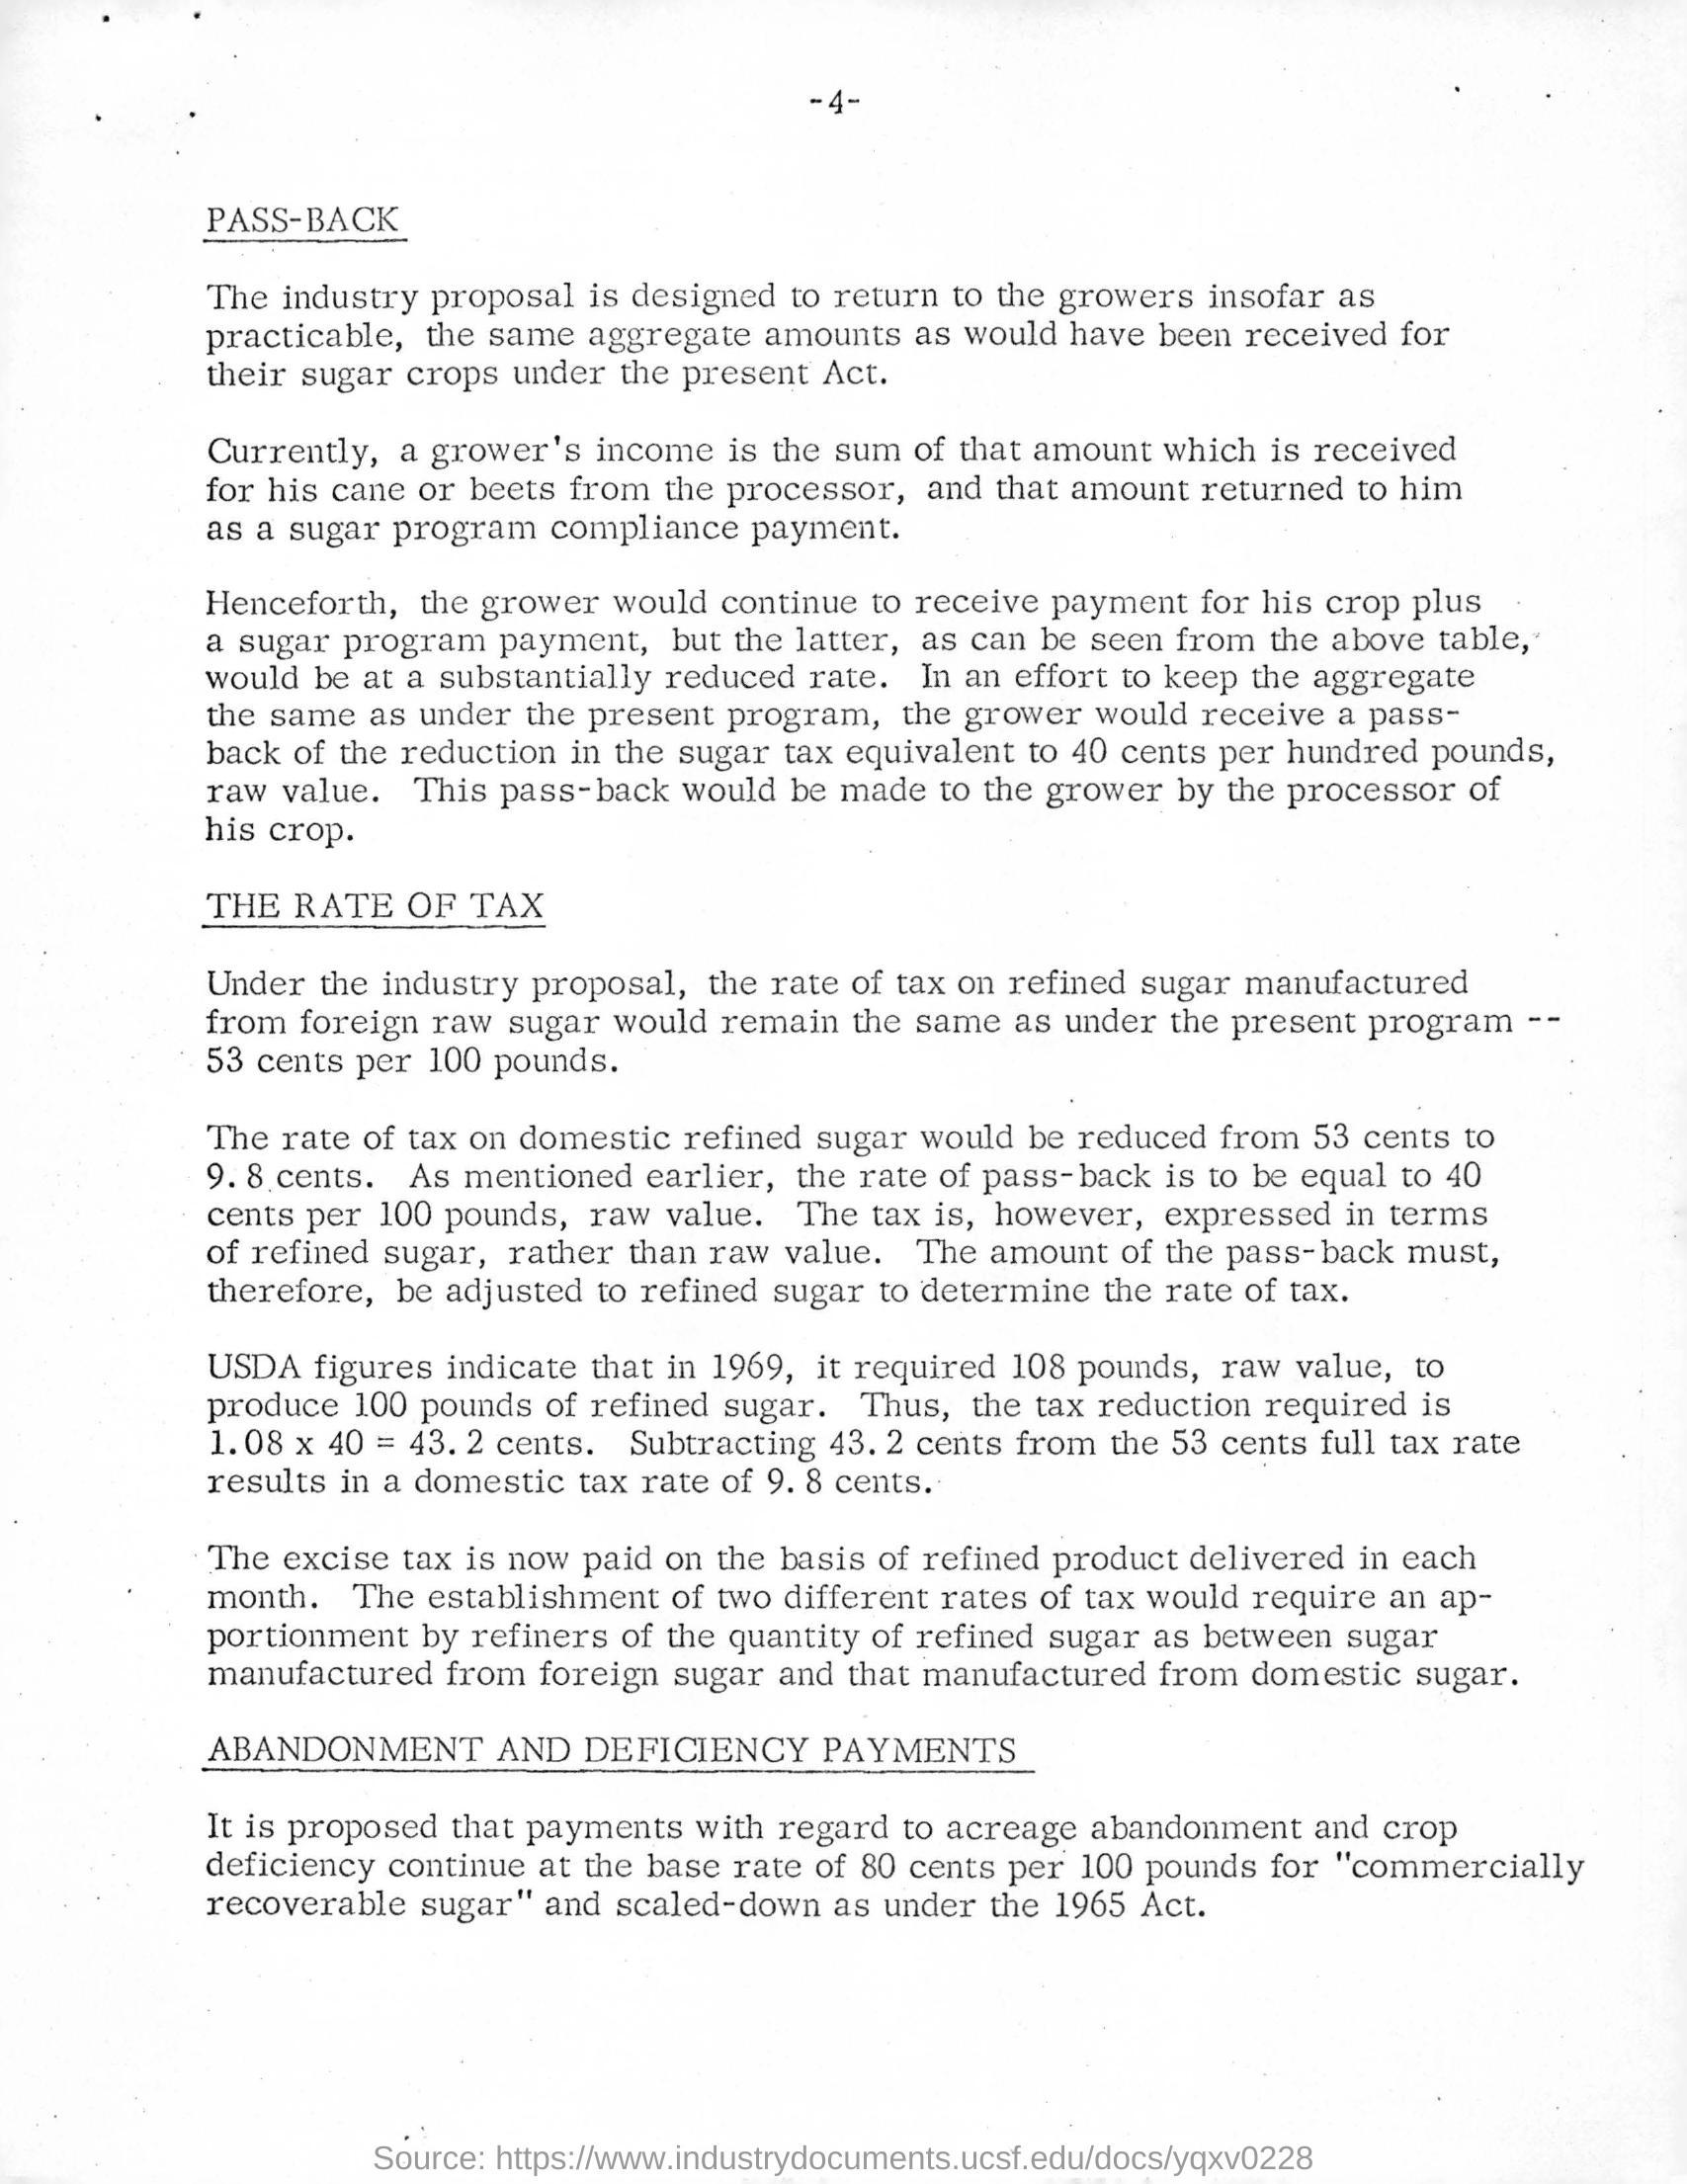 -4-
PASS-BACK
The industry proposal is designed to return to the growers insofar as
practicable, the same aggregate amounts as would have been received for
their sugar crops under the present Act.
Currently, a grower's income is the sum of that amount which is received
for his cane or beets from the processor, and that amount returned to him
as a sugar program compliance payment.
Henceforth, the grower would continue to receive payment for his crop plus
a sugar program payment, but the latter, as can be seen from the above table,
would be at a substantially reduced rate. In an effort to keep the aggregate
the same as under the present program, the grower would receive a pass-
back of the reduction in the sugar tax equivalent to 40 cents per hundred pounds,
raw value. This pass-back would be made to the grower by the processor of
his crop.
THE RATE OF TAX
Under the industry proposal, the rate of tax on refined sugar manufactured
from foreign raw sugar would remain the same as under the present program --
53 cents per 100 pounds.
The rate of tax on domestic refined sugar would be reduced from 53 cents to
9. 8 cents. As mentioned earlier, the rate of pass-back is to be equal to 40
cents per 100 pounds, raw value. The tax is, however, expressed in terms
of refined sugar, rather than raw value. The amount of the pass-back must,
therefore, be adjusted to refined sugar to determine the rate of tax.
USDA figures indicate that in 1969, it required 108 pounds, raw value, to
produce 100 pounds of refined sugar. Thus, the tax reduction required is
1.08 x 40 = 43. 2 cents. Subtracting 43. 2 cents from the 53 cents full tax rate
results in a domestic tax rate of 9. 8 cents.
The excise tax is now paid on the basis of refined product delivered in each
month. The establishment of two different rates of tax would require an ap-
portionment by refiners of the quantity of refined sugar as between sugar
manufactured from foreign sugar and that manufactured from domestic sugar.
ABANDONMENT AND DEFICIENCY PAYMENTS
It is proposed that payments with regard to acreage abandonment and crop
deficiency continue at the base rate of 80 cents per 100 pounds for "commercially
recoverable sugar" and scaled-down as under the 1965 Act.
Source: https://www.industrydocuments.ucsf.edu/docs/yqxv0228